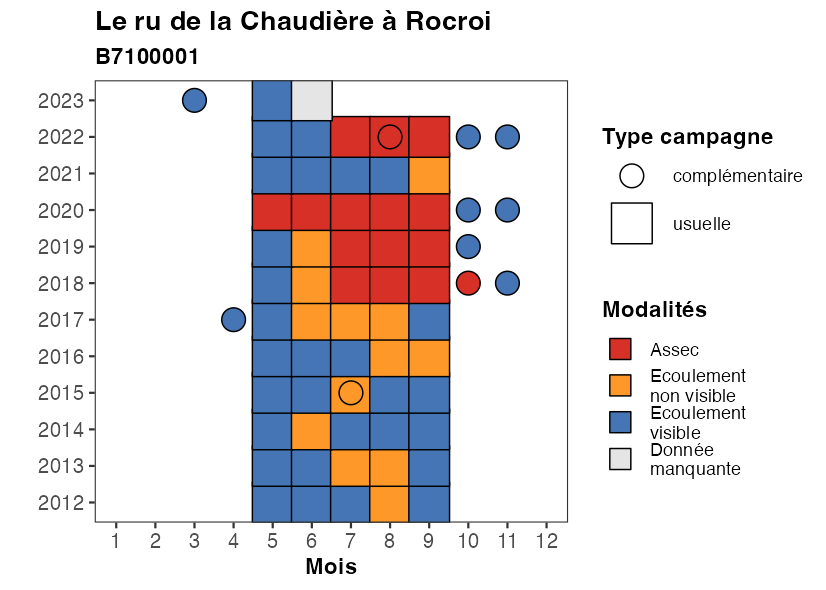 Le ru de la Chaudière à Rocroi
B7100001
2023
2022
2021
2020
2019
2018
2017
2016
2015
2014
2013
2012
1 2 3 4 5 6 7 8 9 10 11 12
Mois
Type campagne
complémentaire
usuelle
Modalités
Assec
Ecoulement
non visible
Ecoulement
visible
Donnée
manquante